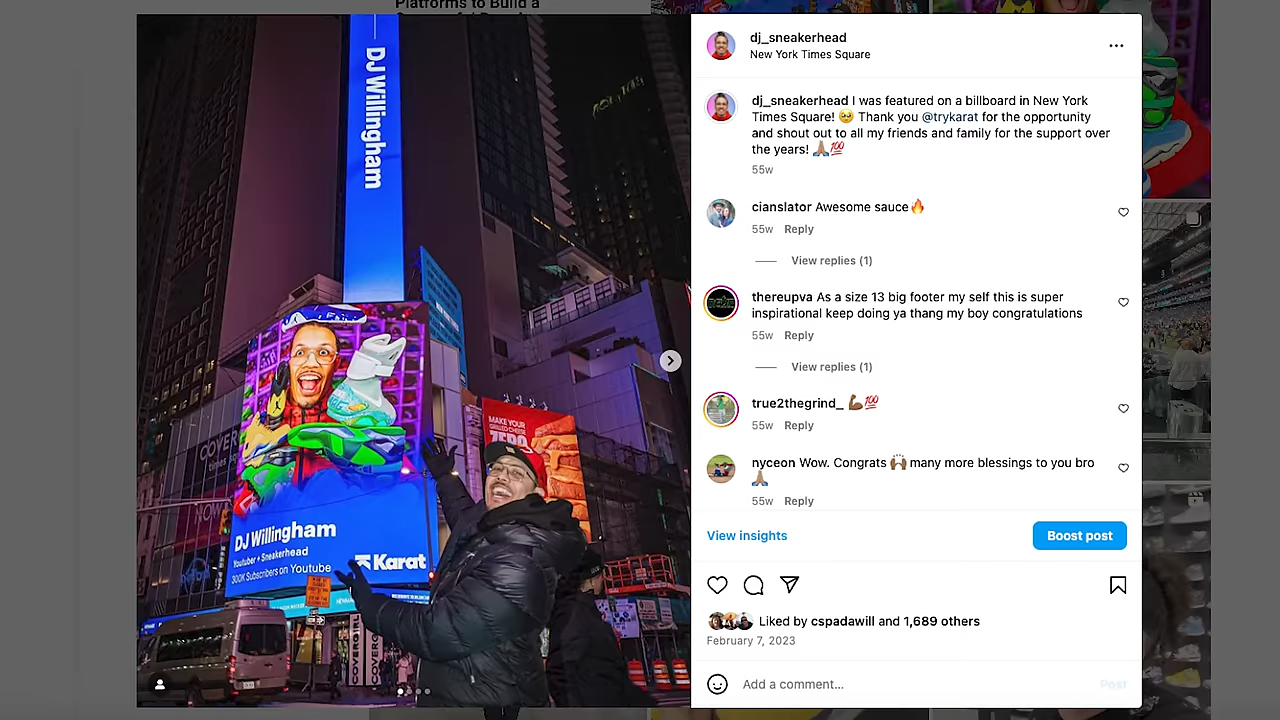 Platforms to Build a
DJ Willingham
DJ Willingham
Youtuber + Sneakerhead
300K Subscribers on Youtube
Karat
MAKE YOUR
GRILLED CHEESE
ZERO
dj_sneakerhead
New York Times Square
dj_sneakerhead I was featured on a billboard in New York
Times Square! 🥹 Thank you @trykarat for the opportunity
and shout out to all my friends and family for the support over
the years! 🙏🏽💯
55w
cianslator Awesome sauce🔥
55w Reply
View replies (1)
thereupva As a size 13 big footer my self this is super
inspirational keep doing ya thang my boy congratulations
55w Reply
View replies (1)
true2thegrind_ 💪🏾💯
55w Reply
nyceon Wow. Congrats 🙌🏾 many more blessings to you bro
🙏🏽
55w Reply
View insights
Boost post
Liked by cspadawill and 1,689 others
February 7, 2023
Add a comment...
Post